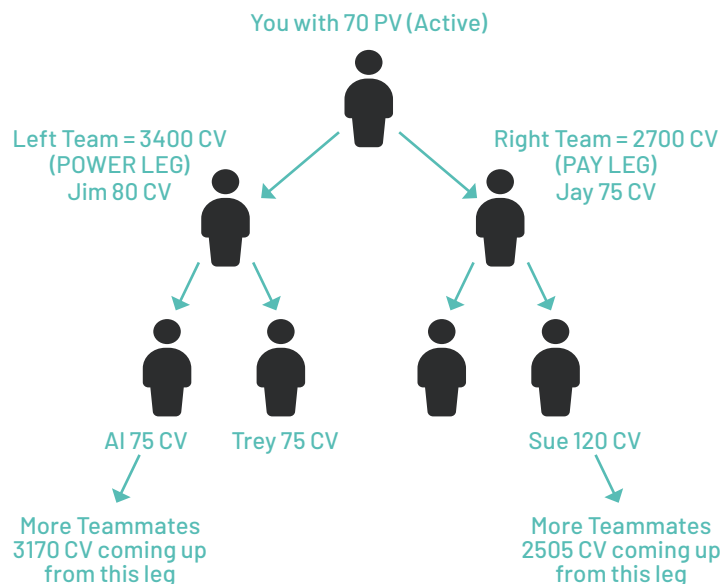 You with 70 PV (Active)
Left Team = 3400 CV
(POWER LEG)
Jim 80 CV
Right Team = 2700 CV
(PAY LEG)
Jay 75 CV
Al 75 CV
Trey 75 CV
Sue 120 CV
More Teammates
3170 CV coming up
from this leg
More Teammates
2505 CV coming up
from this leg